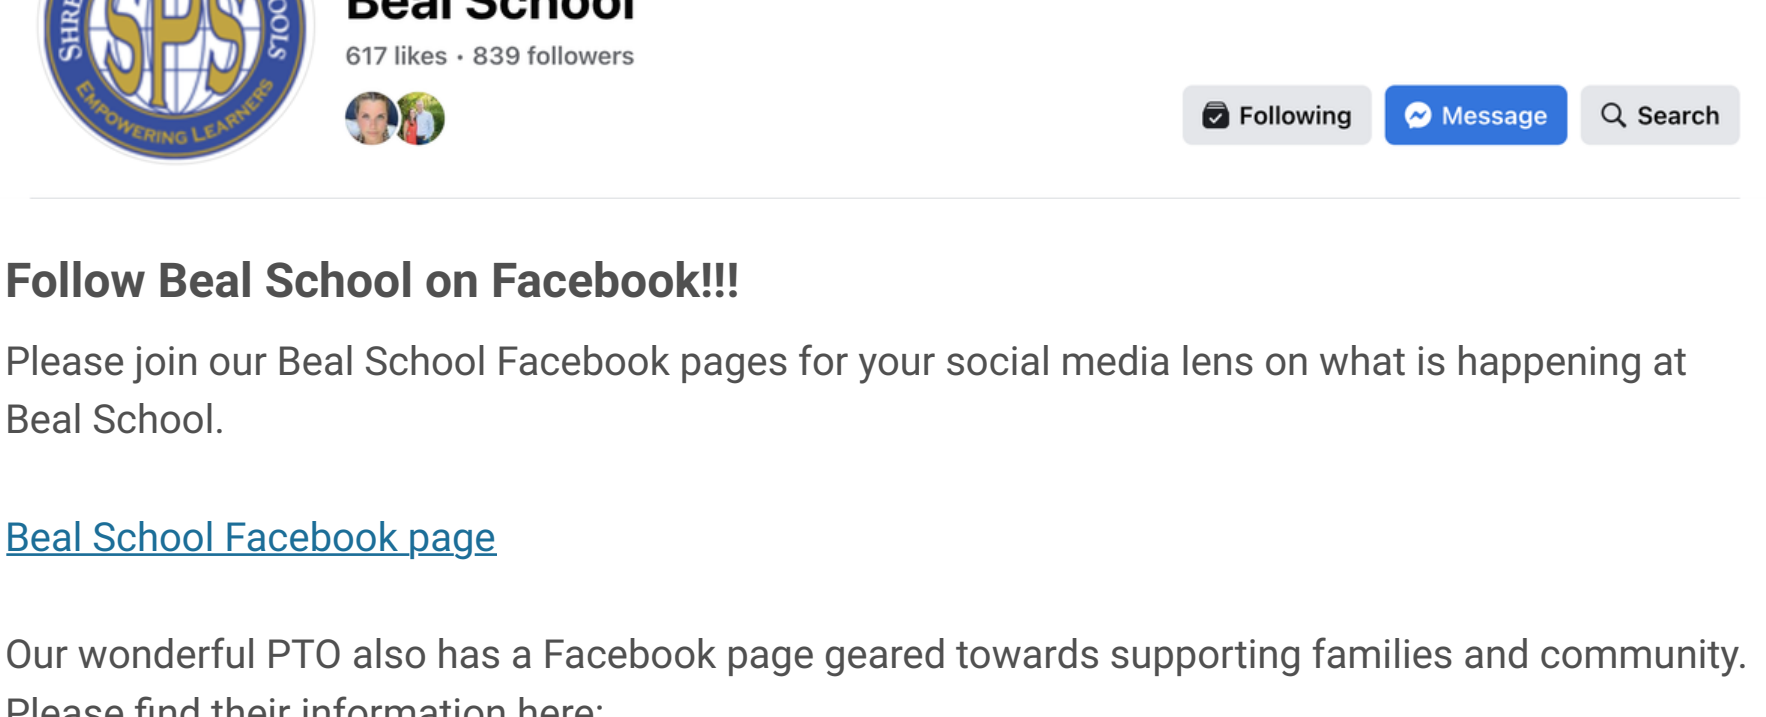 Beal School
SPS
SHRE
OOLS
EMPOWERING LEARNERS
617 likes · 839 followers
Following
Message
Search
Follow Beal School on Facebook!!!
Please join our Beal School Facebook pages for your social media lens on what is happening at
Beal School.
Beal School Facebook page
Our wonderful PTO also has a Facebook page geared towards supporting families and community.
Please find their information here: